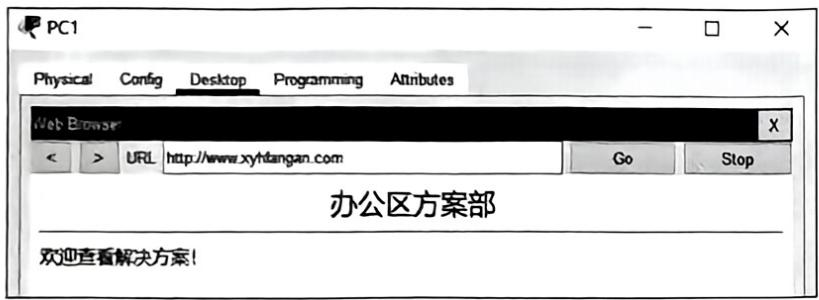 PC1
Physical Config Desktop Programming Attributes
Web Browser X
< > URL http://www.xyhfangan.com Go Stop
办公区方案部
欢迎查看解决方案!